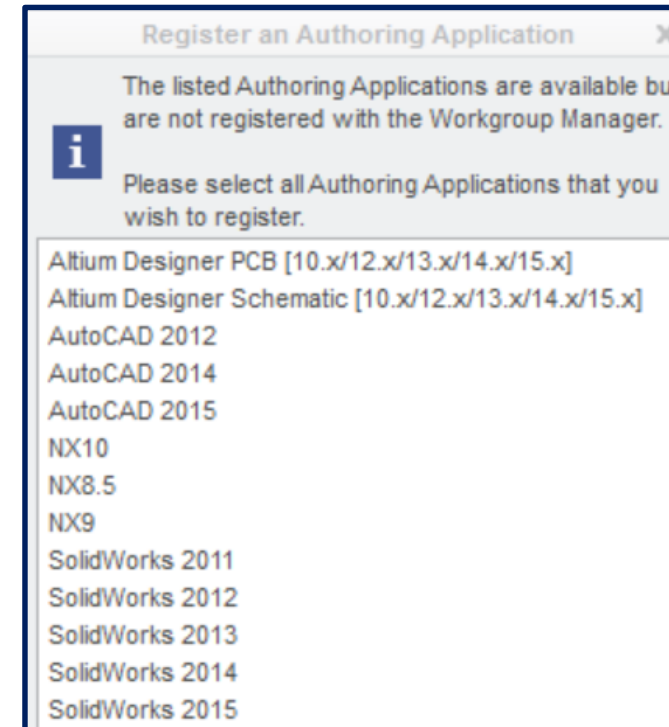 Register an Authoring Application
The listed Authoring Applications are available bu
are not registered with the Workgroup Manager.
i
Please select all Authoring Applications that you
wish to register.
Altium Designer PCB [10.x/12.x/13.x/14.x/15.x]
Altium Designer Schematic [10.x/12.x/13.x/14.x/15.x]
AutoCAD 2012
AutoCAD 2014
AutoCAD 2015
NX10
NX8.5
NX9
SolidWorks 2011
SolidWorks 2012
SolidWorks 2013
SolidWorks 2014
SolidWorks 2015